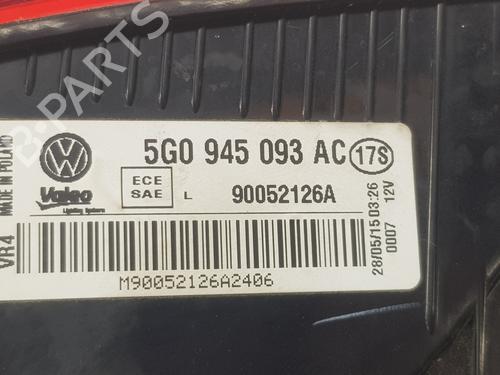 B-PARTS
MADE IN POLAND
VR4
Valeo
Lighting Systems
5G0 945 093 AC 17S
ECE
SAE
L
90052126A
M90052126A2406
28/05/15 03:26
0007 12V